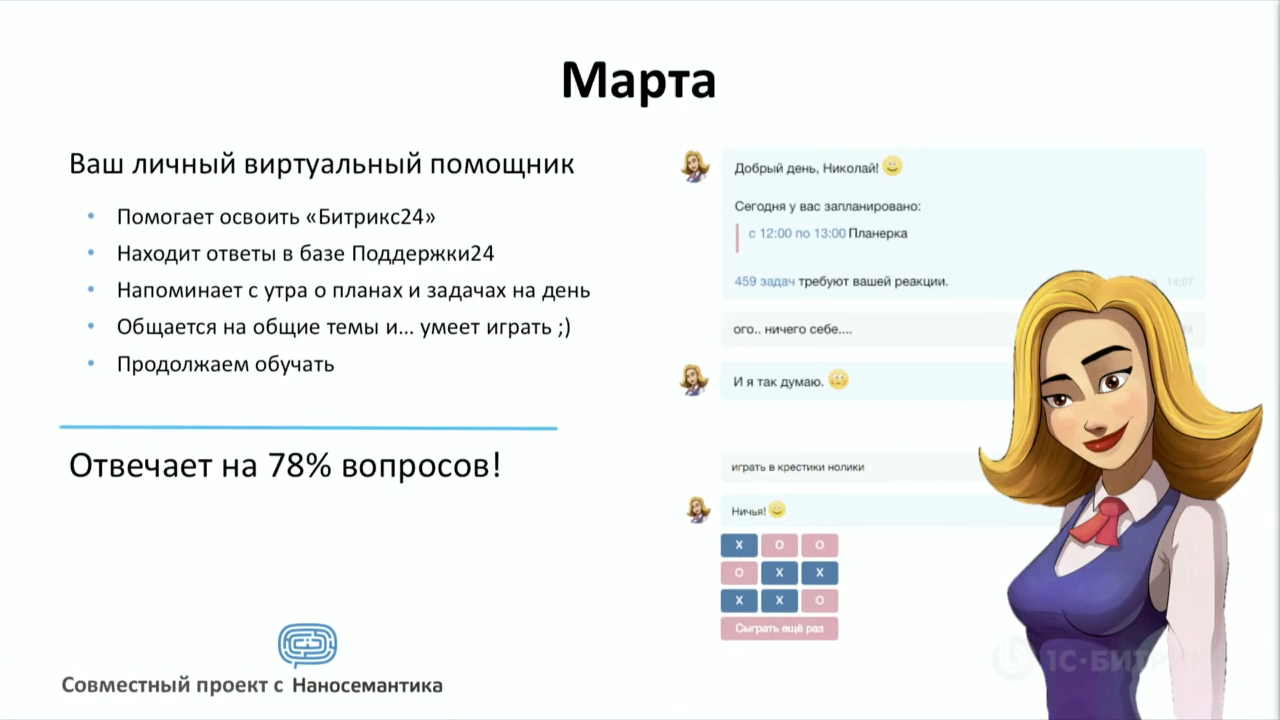 Марта
Ваш личный виртуальный помощник
• Помогает освоить «Битрикс24»
• Находит ответы в базе Поддержки24
• Напоминает с утра о планах и задачах на день
• Общается на общие темы и... умеет играть ;)
• Продолжаем обучать
Отвечает на 78% вопросов!
Совместный проект с Наносемантика
Добрый день, Николай!
Сегодня у вас запланировано:
с 12:00 по 13:00 Планерка
459 задач требуют вашей реакции.
14:07
ого.. ничего себе....
И я так думаю.
играть в крестики нолики
Ничья!
X O O
O X X
X X O
Сыграть ещё раз
1С·БИТР